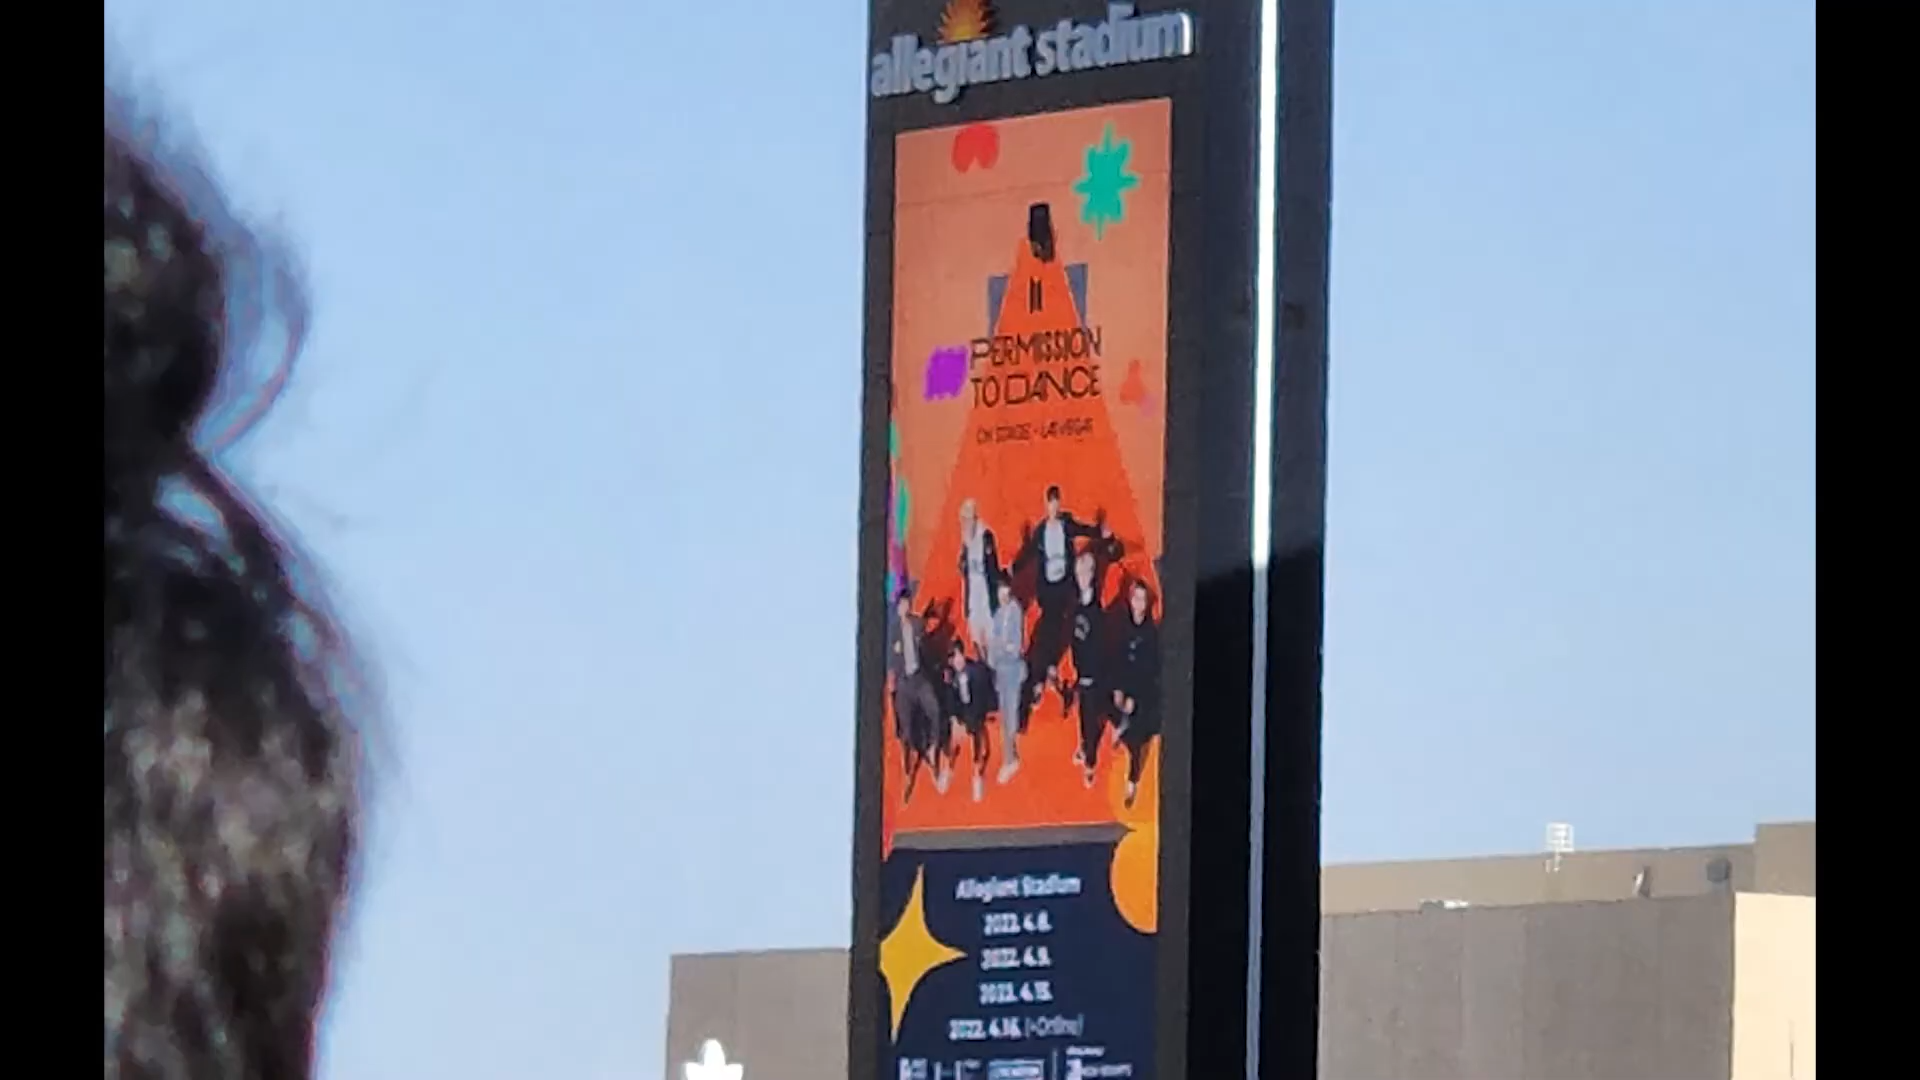 allegiant stadium
PERMISSION
TO DANCE
ON STAGE - LAS VEGAS
Allegiant Stadium
2022. 4. 8.
2022. 4. 9.
2022. 4. 15.
2022. 4. 16. (+Online)